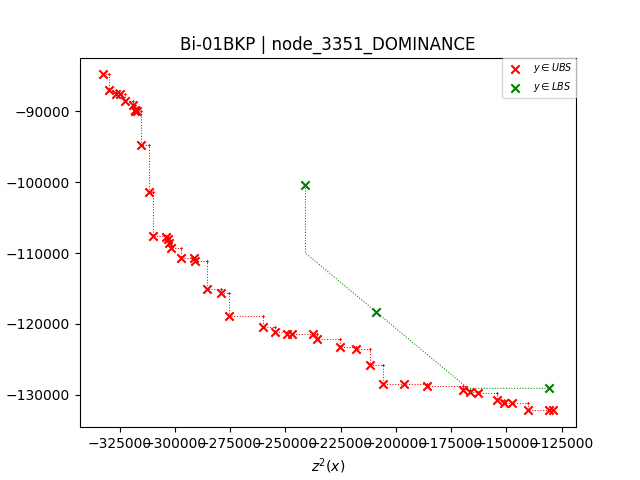 Bi-01BKP | node_3351_DOMINANCE
y ∈ UBS
y ∈ LBS
−90000
−100000
−110000
−120000
−130000
−325000 −300000 −275000 −250000 −225000 −200000 −175000 −150000 −125000
z²(x)